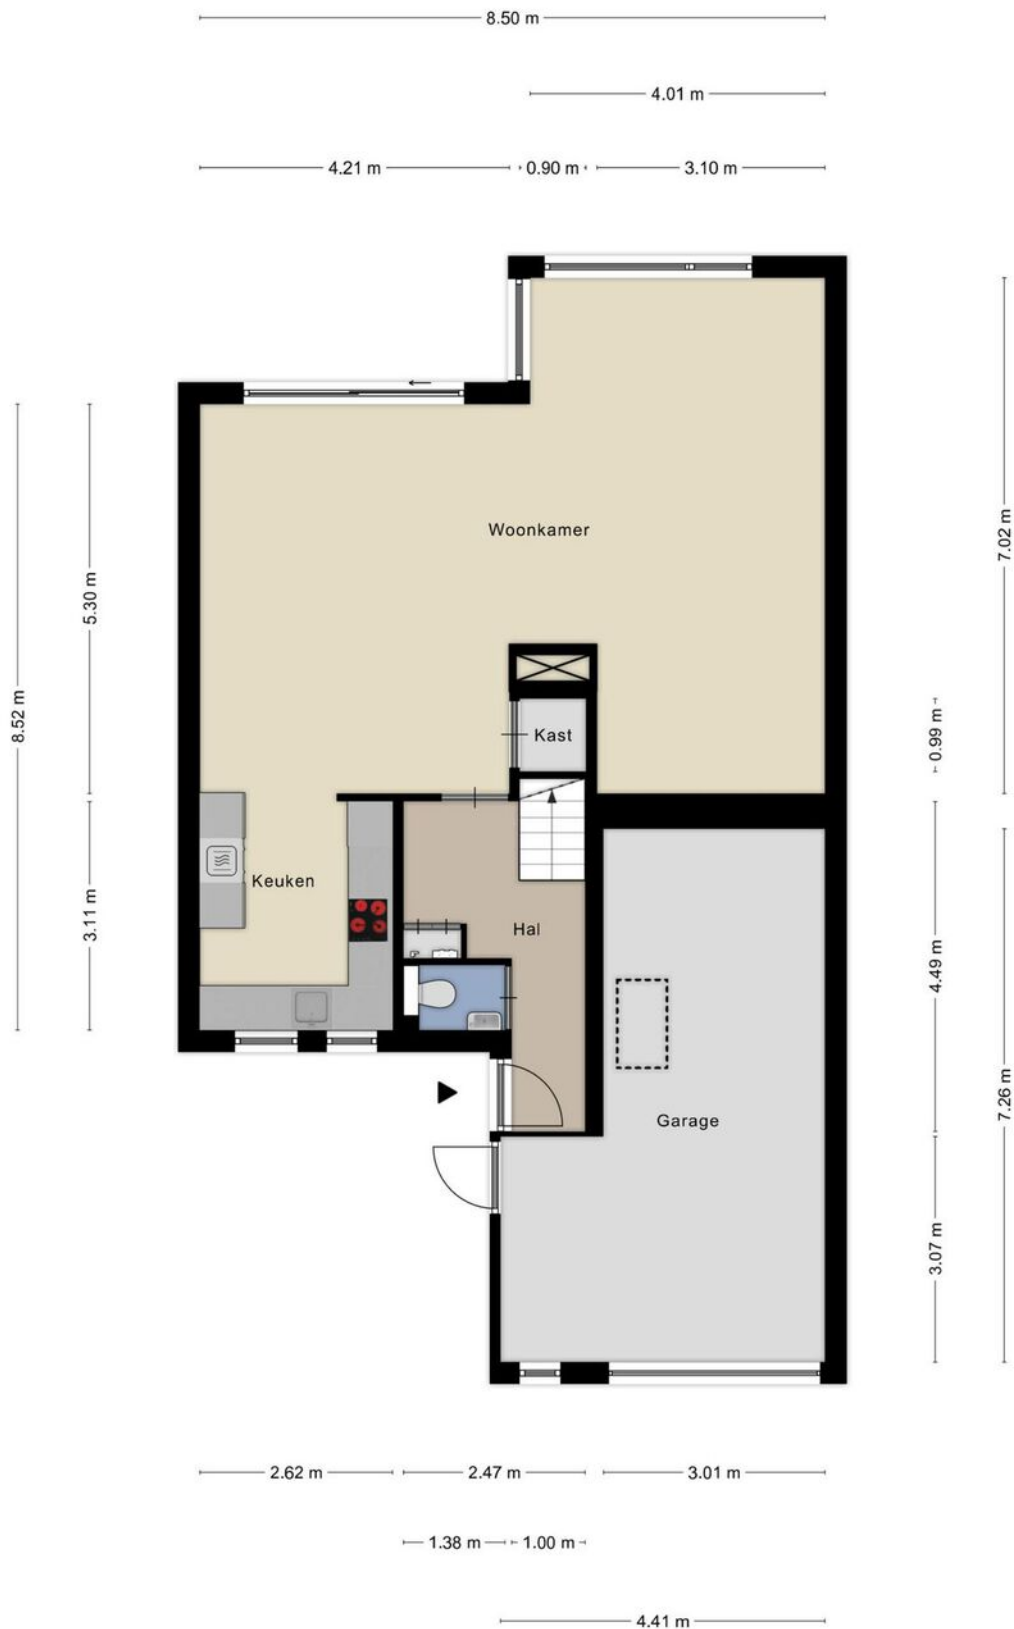 8.50 m
4.01 m
4.21 m
0.90 m
3.10 m
Woonkamer
7.02 m
5.30 m
8.52 m
Kast
0.99 m
Keuken
3.11 m
Hal
4.49 m
Garage
7.26 m
3.07 m
2.62 m
2.47 m
3.01 m
1.38 m
1.00 m
4.41 m